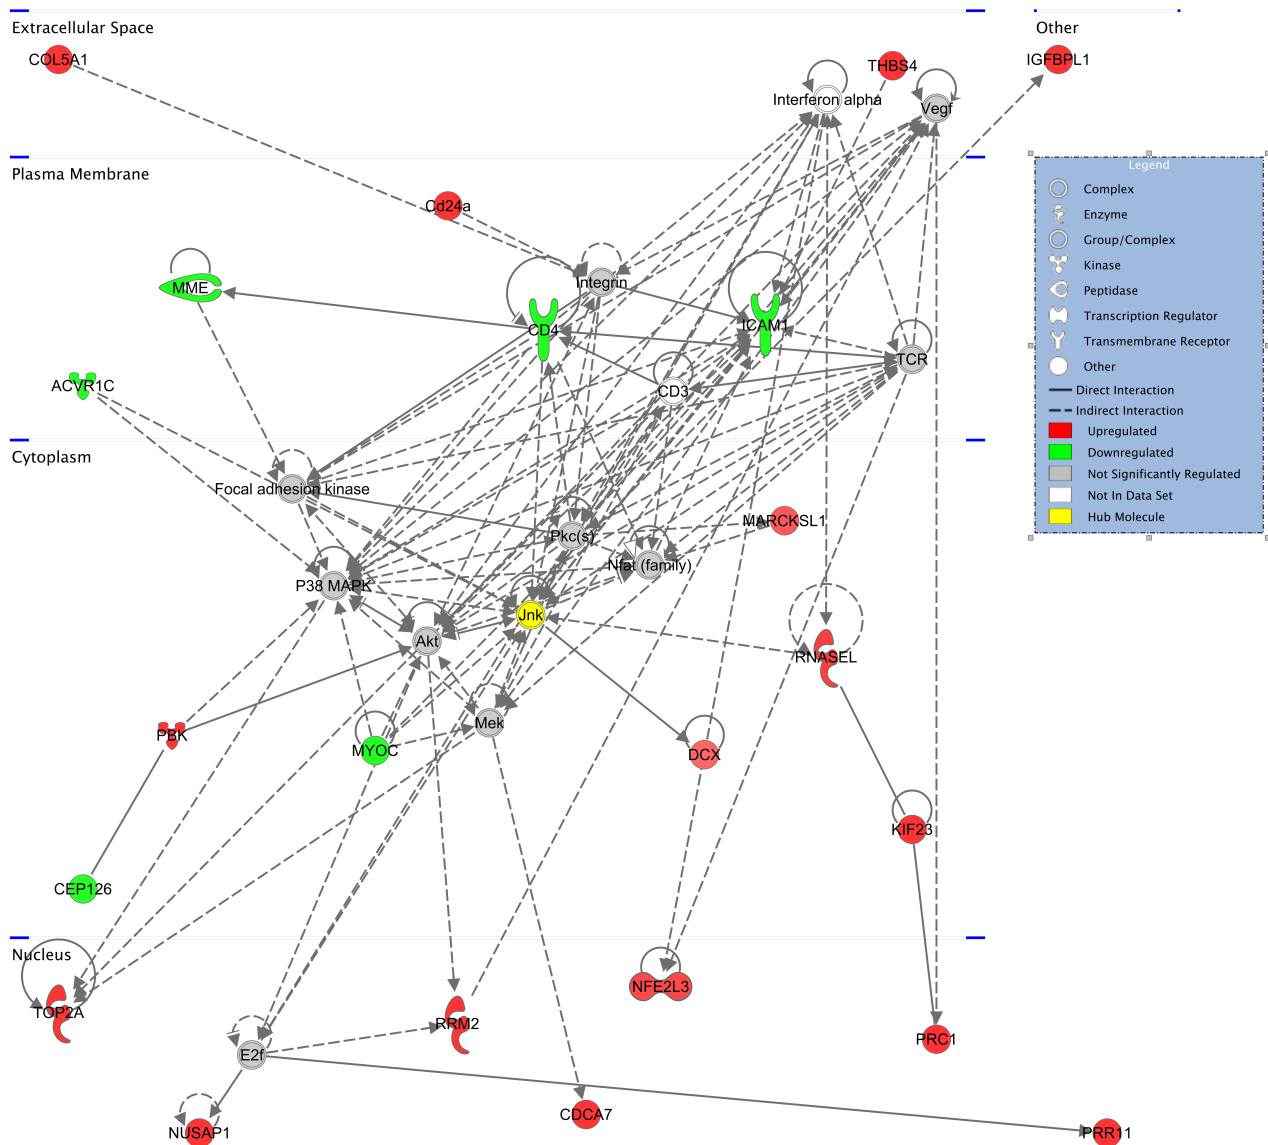 Extracellular Space
Other
COL5A1
THBS4
IGFBPL1
Interferon alpha
Vegf
Plasma Membrane
Cd24a
Integrin
MME
CD4
ICAM1
TCR
ACVR1C
CD3
Legend
Complex
Enzyme
Group/Complex
Kinase
Peptidase
Transcription Regulator
Transmembrane Receptor
Other
Direct Interaction
Indirect Interaction
Upregulated
Downregulated
Not Significantly Regulated
Not In Data Set
Hub Molecule
Cytoplasm
Focal adhesion kinase
MARCKSL1
Pkc(s)
Nfat (family)
P38 MAPK
Jnk
Akt
RNASEL
PBK
Mek
MYOC
DCX
KIF23
CEP126
Nucleus
NFE2L3
TOP2A
RRM2
PRC1
E2f
CDCA7
NUSAP1
PRR11